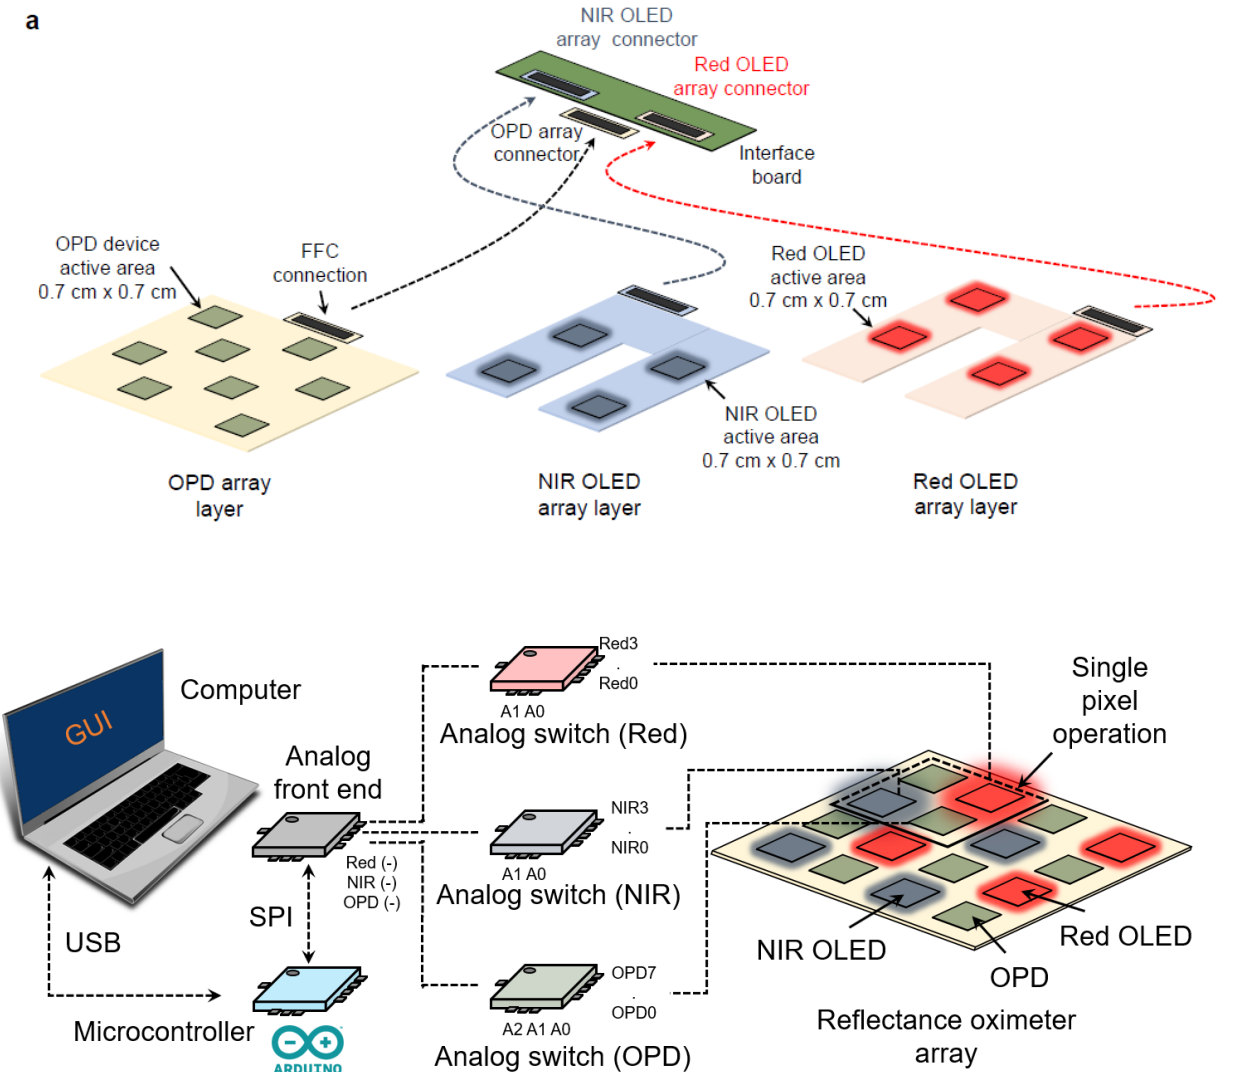 a
NIR OLED
array connector
Red OLED
array connector
OPD array
connector
Interface
board
OPD device
active area
0.7 cm x 0.7 cm
FFC
connection
Red OLED
active area
0.7 cm x 0.7 cm
NIR OLED
active area
0.7 cm x 0.7 cm
OPD array
layer
NIR OLED
array layer
Red OLED
array layer
GUI
Computer
Analog
front end
Red (-)
NIR (-)
OPD (-)
SPI
USB
Microcontroller
ARDUINO
Red3
.
Red0
A1 A0
Analog switch (Red)
NIR3
.
NIR0
A1 A0
Analog switch (NIR)
OPD7
.
OPD0
A2 A1 A0
Analog switch (OPD)
Single
pixel
operation
NIR OLED
OPD
Red OLED
Reflectance oximeter
array